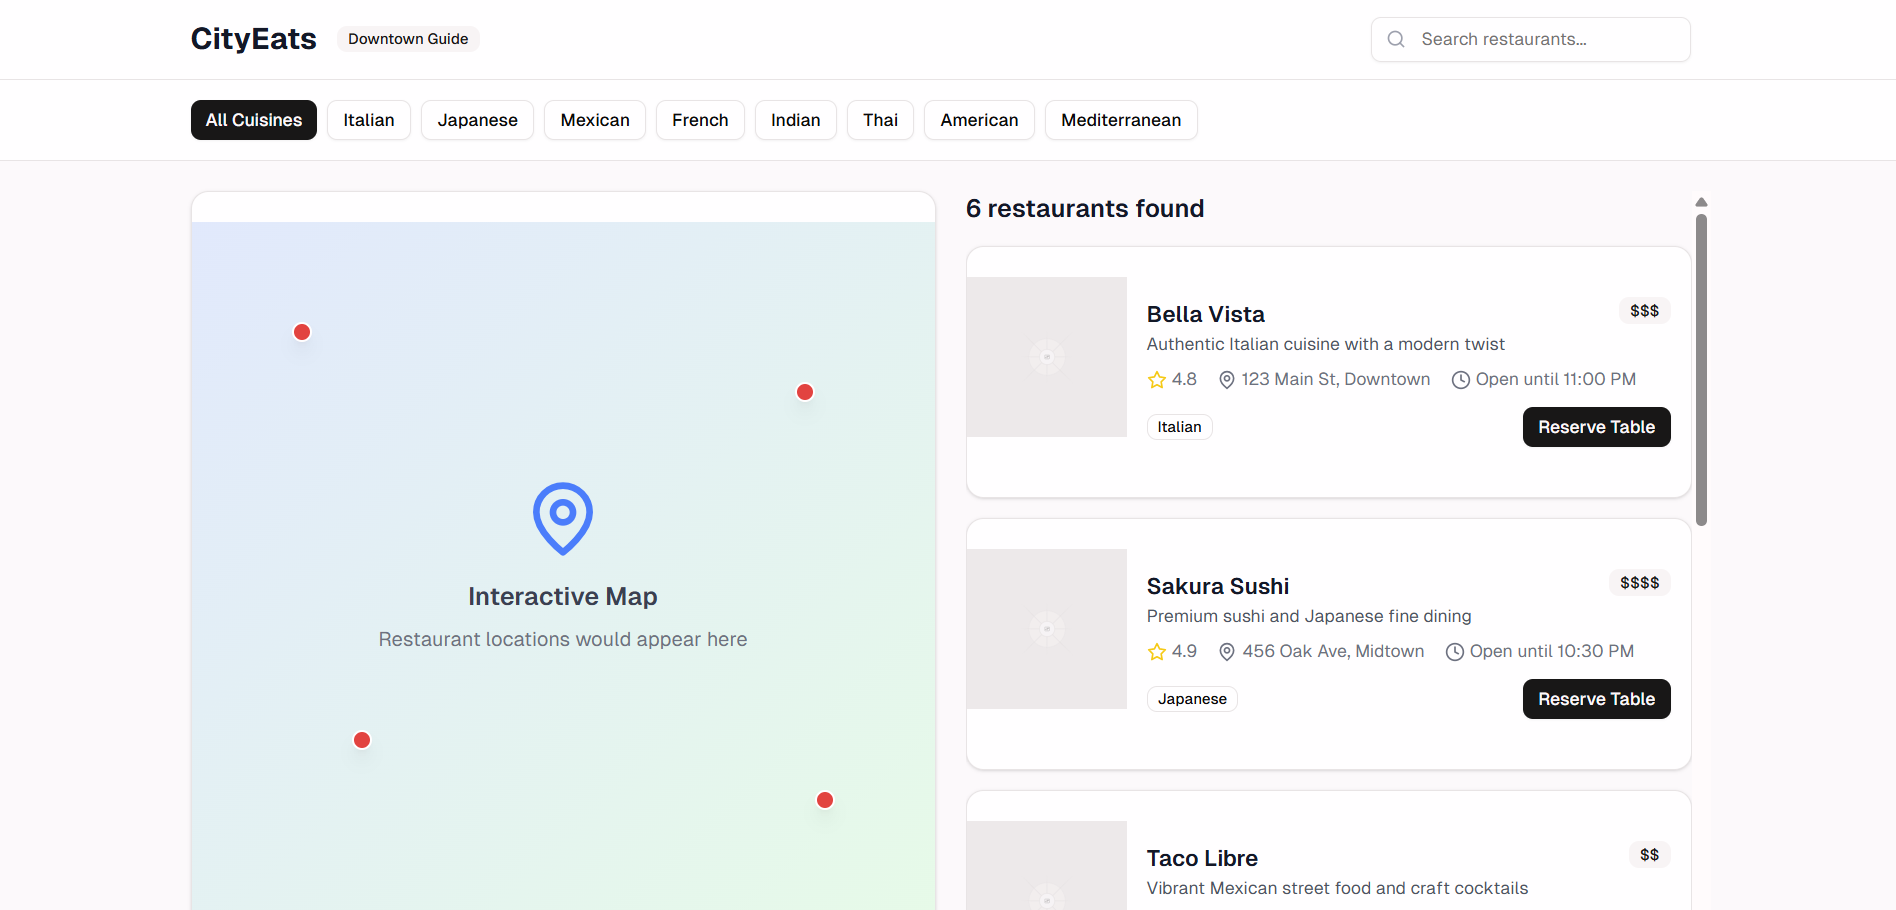 CityEats
Downtown Guide
Search restaurants...
All Cuisines
Italian
Japanese
Mexican
French
Indian
Thai
American
Mediterranean
Interactive Map
Restaurant locations would appear here
6 restaurants found
Bella Vista
$$$
Authentic Italian cuisine with a modern twist
4.8
123 Main St, Downtown
Open until 11:00 PM
Italian
Reserve Table
Sakura Sushi
$$$$
Premium sushi and Japanese fine dining
4.9
456 Oak Ave, Midtown
Open until 10:30 PM
Japanese
Reserve Table
Taco Libre
$$
Vibrant Mexican street food and craft cocktails